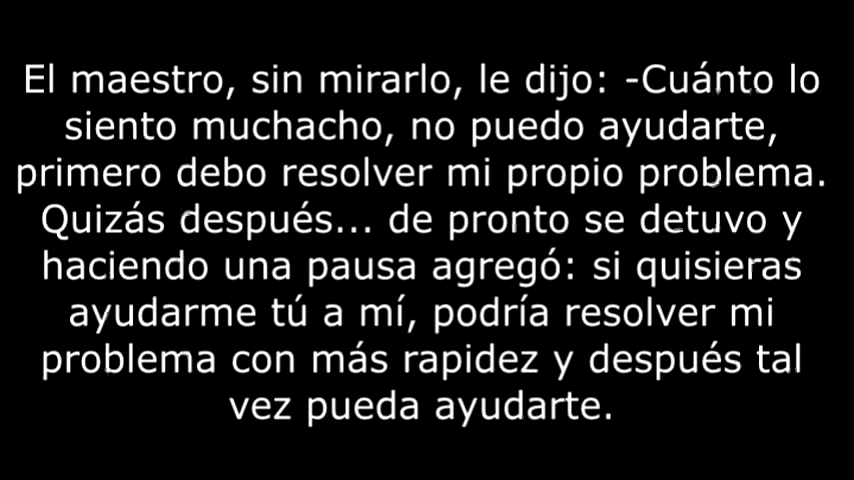 El maestro, sin mirarlo, le dijo: -Cuánto lo
siento muchacho, no puedo ayudarte,
primero debo resolver mi propio problema.
Quizás después... de pronto se detuvo y
haciendo una pausa agregó: si quisieras
ayudarme tú a mí, podría resolver mi
problema con más rapidez y después tal
vez pueda ayudarte.